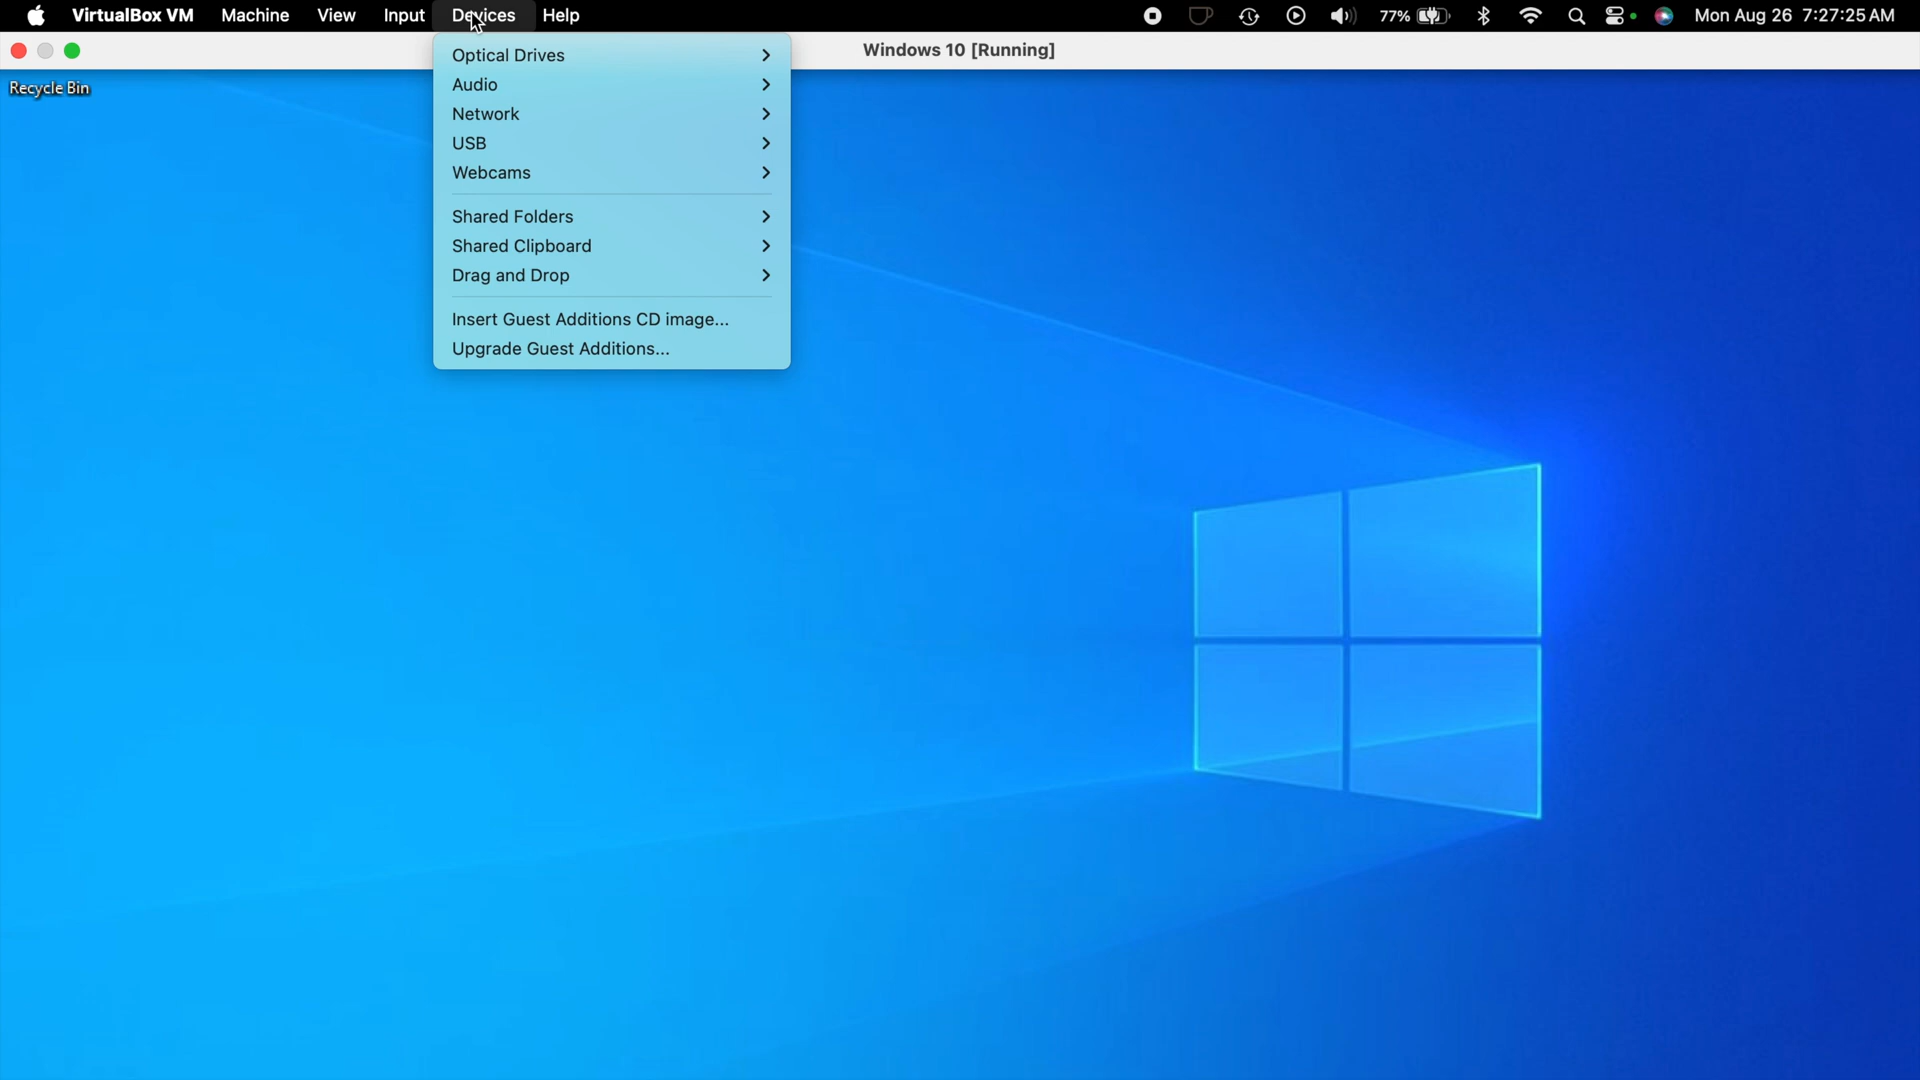 VirtualBox VM Machine View Input Devices Help 77% Mon Aug 26 7:27:25 AM
Windows 10 [Running]
Recycle Bin
Optical Drives
Audio
Network
USB
Webcams
Shared Folders
Shared Clipboard
Drag and Drop
Insert Guest Additions CD image...
Upgrade Guest Additions...